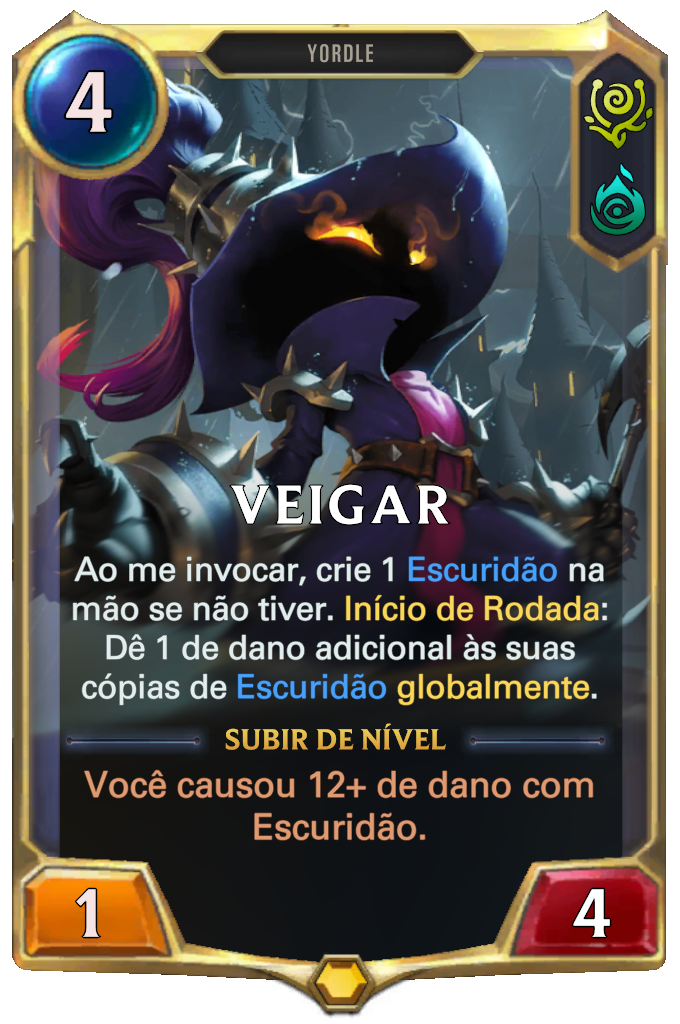 4
YORDLE
VEIGAR
Ao me invocar, crie 1 Escuridão na
mão se não tiver. Início de Rodada:
Dê 1 de dano adicional às suas
cópias de Escuridão globalmente.
SUBIR DE NÍVEL
Você causou 12+ de dano com
Escuridão.
1
4